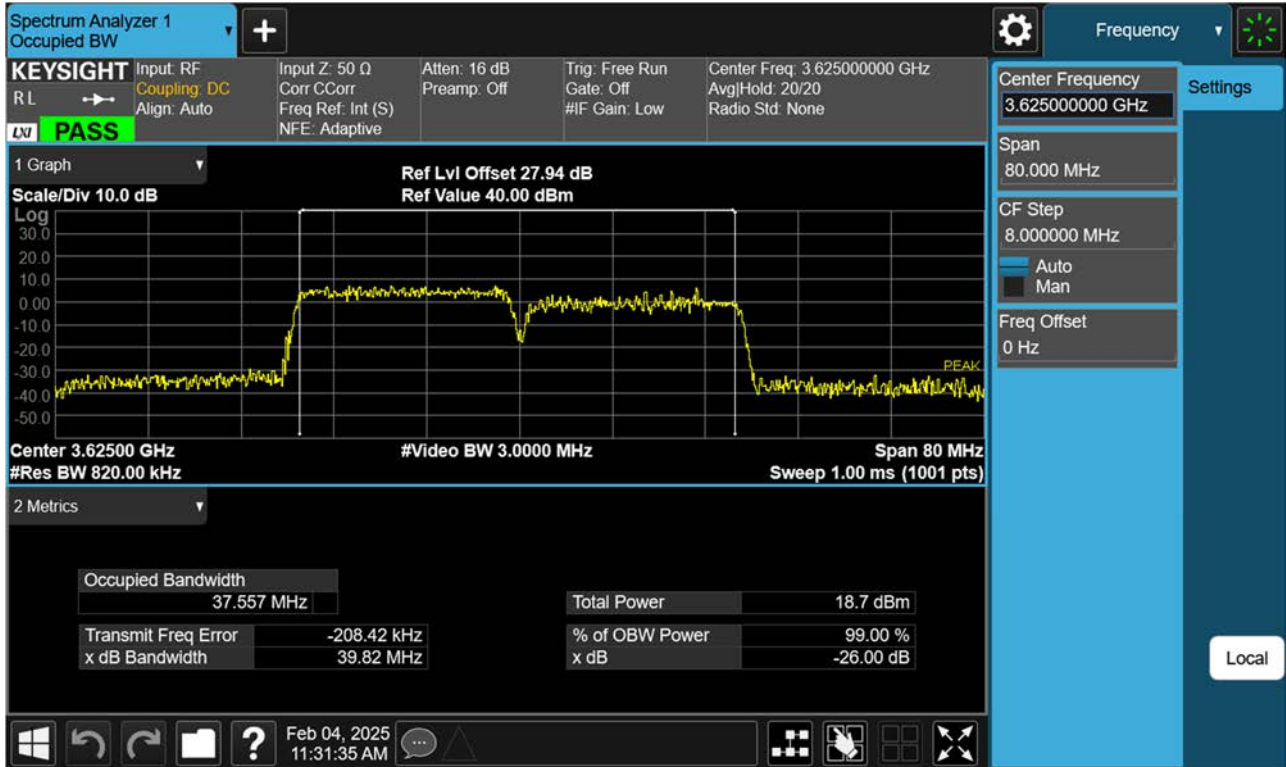 Spectrum Analyzer 1
Occupied BW
+
Frequency
KEYSIGHT
R L
LXI
PASS
Input: RF
Coupling: DC
Align: Auto
Input Z: 50 Ω
Corr CCorr
Freq Ref: Int (S)
NFE: Adaptive
Atten: 16 dB
Preamp: Off
Trig: Free Run
Gate: Off
#IF Gain: Low
Center Freq: 3.625000000 GHz
Avg|Hold: 20/20
Radio Std: None
Center Frequency
3.625000000 GHz
Settings
Span
80.000 MHz
CF Step
8.000000 MHz
Auto
Man
Freq Offset
0 Hz
Local
1 Graph
Scale/Div 10.0 dB
Ref Lvl Offset 27.94 dB
Ref Value 40.00 dBm
Log
30.0
20.0
10.0
0.00
-10.0
-20.0
-30.0
-40.0
-50.0
PEAK
Center 3.62500 GHz
#Video BW 3.0000 MHz
Span 80 MHz
#Res BW 820.00 kHz
Sweep 1.00 ms (1001 pts)
2 Metrics
Occupied Bandwidth
37.557 MHz
Total Power 18.7 dBm
Transmit Freq Error -208.42 kHz
% of OBW Power 99.00 %
x dB Bandwidth 39.82 MHz
x dB -26.00 dB
?
Feb 04, 2025
11:31:35 AM